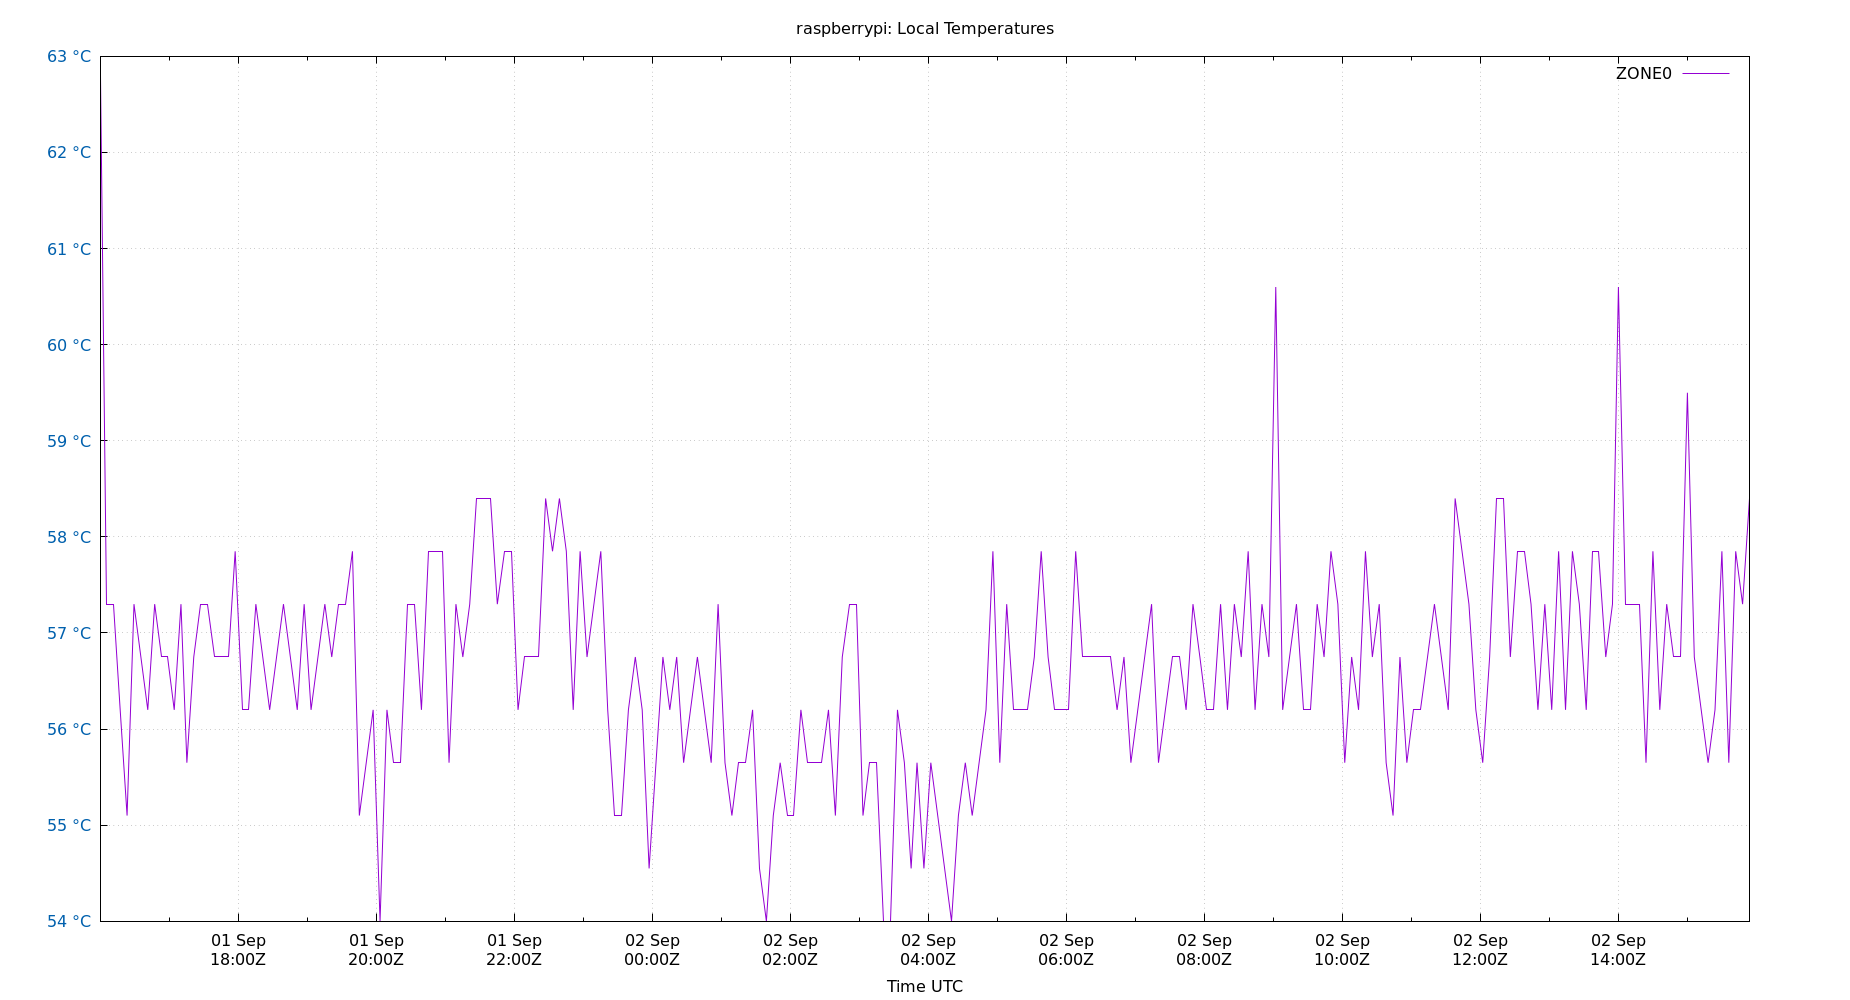 raspberrypi: Local Temperatures
63 °C
ZONE0
62 °C
61 °C
60 °C
59 °C
58 °C
57 °C
56 °C
55 °C
54 °C
01 Sep 01 Sep 01 Sep 02 Sep 02 Sep 02 Sep 02 Sep 02 Sep 02 Sep 02 Sep 02 Sep
18:00Z 20:00Z 22:00Z 00:00Z 02:00Z 04:00Z 06:00Z 08:00Z 10:00Z 12:00Z 14:00Z
Time UTC